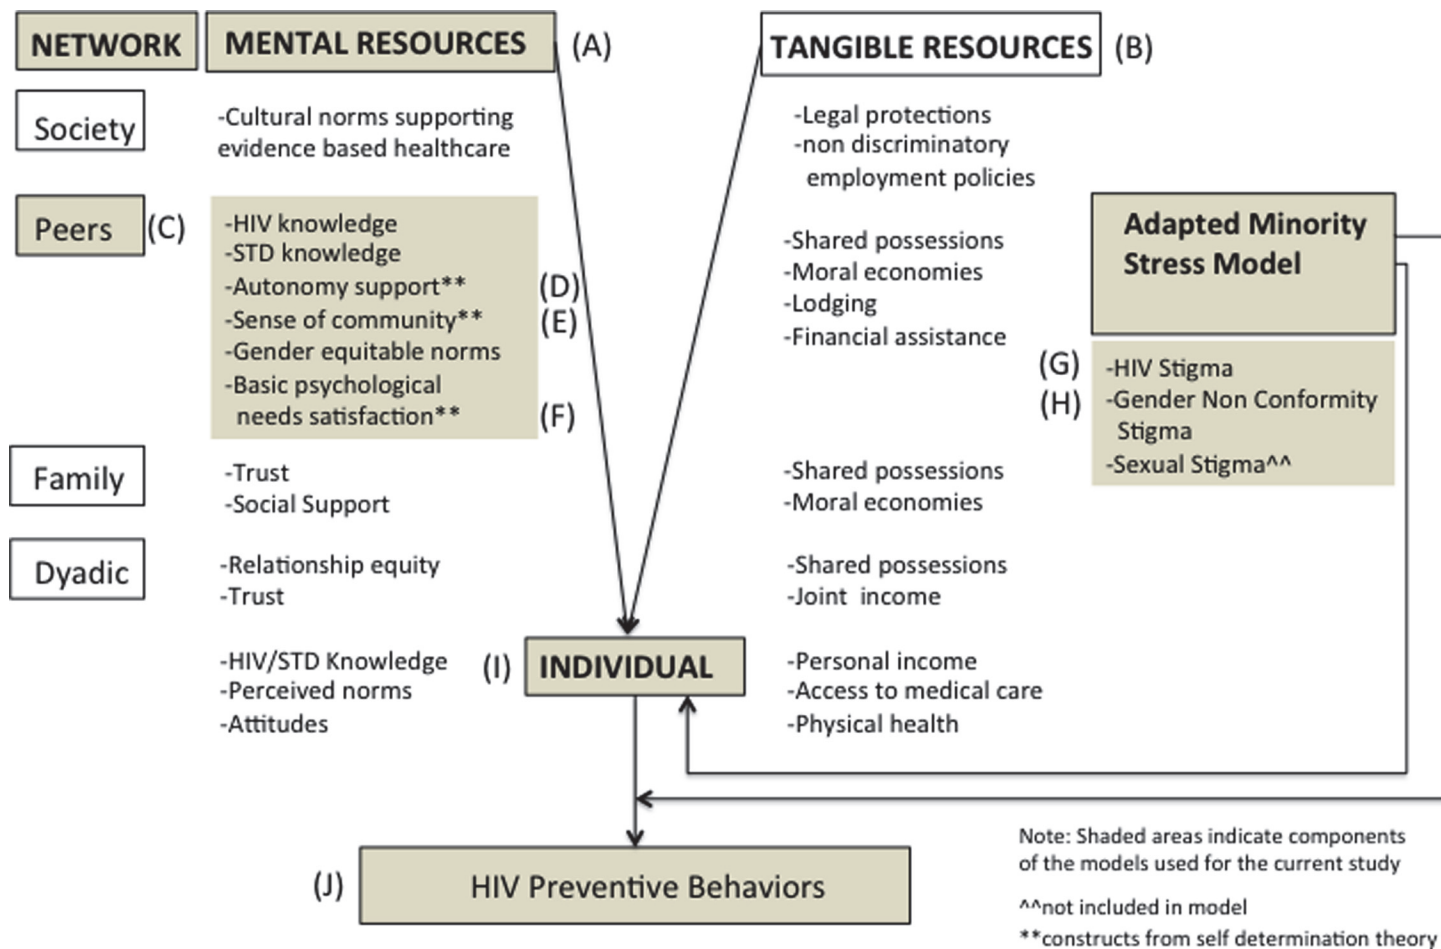 NETWORK
MENTAL RESOURCES
(A)
TANGIBLE RESOURCES
(B)
Society
-Cultural norms supporting
evidence based healthcare
-Legal protections
-non discriminatory
employment policies
Peers
(C)
-HIV knowledge
-STD knowledge
-Autonomy support**
(D)
-Sense of community**
(E)
-Gender equitable norms
-Basic psychological
needs satisfaction**
(F)
-Shared possessions
-Moral economies
-Lodging
-Financial assistance
Adapted Minority
Stress Model
(G)
-HIV Stigma
(H)
-Gender Non Conformity
Stigma
-Sexual Stigma^^
Family
-Trust
-Social Support
-Shared possessions
-Moral economies
Dyadic
-Relationship equity
-Trust
-Shared possessions
-Joint income
-HIV/STD Knowledge
-Perceived norms
-Attitudes
(I)
INDIVIDUAL
-Personal income
-Access to medical care
-Physical health
(J)
HIV Preventive Behaviors
Note: Shaded areas indicate components
of the models used for the current study
^^not included in model
**constructs from self determination theory